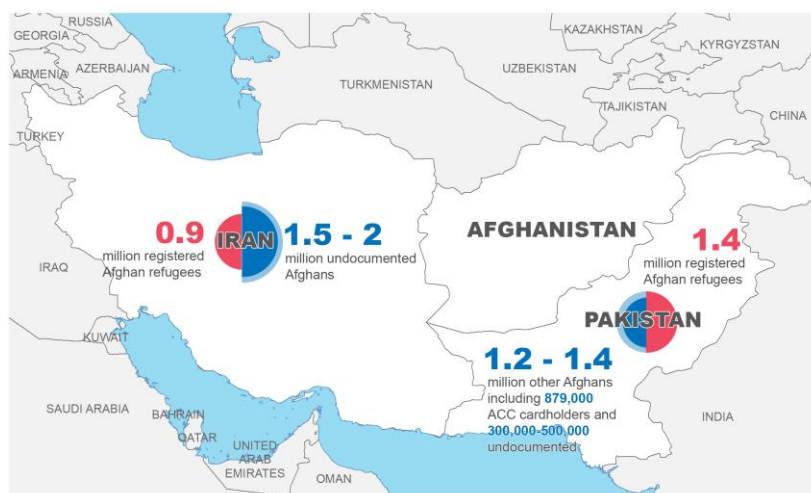 RUSSIA
GEORGIA
KAZAKHSTAN
KYRGYZSTAN
ARMENIA
AZERBAIJAN
UZBEKISTAN
TURKMENISTAN
TAJIKISTAN
CHINA
TURKEY
0.9
million registered
Afghan refugees
IRAN
1.5 - 2
million undocumented
Afghans
AFGHANISTAN
1.4
million registered
Afghan refugees
IRAQ
PAKISTAN
KUWAIT
1.2 - 1.4
million other Afghans
including 879,000
ACC cardholders and
300,000-500,000
undocumented
SAUDI ARABIA
BAHRAIN
QATAR
UNITED
ARAB
EMIRATES
OMAN
INDIA